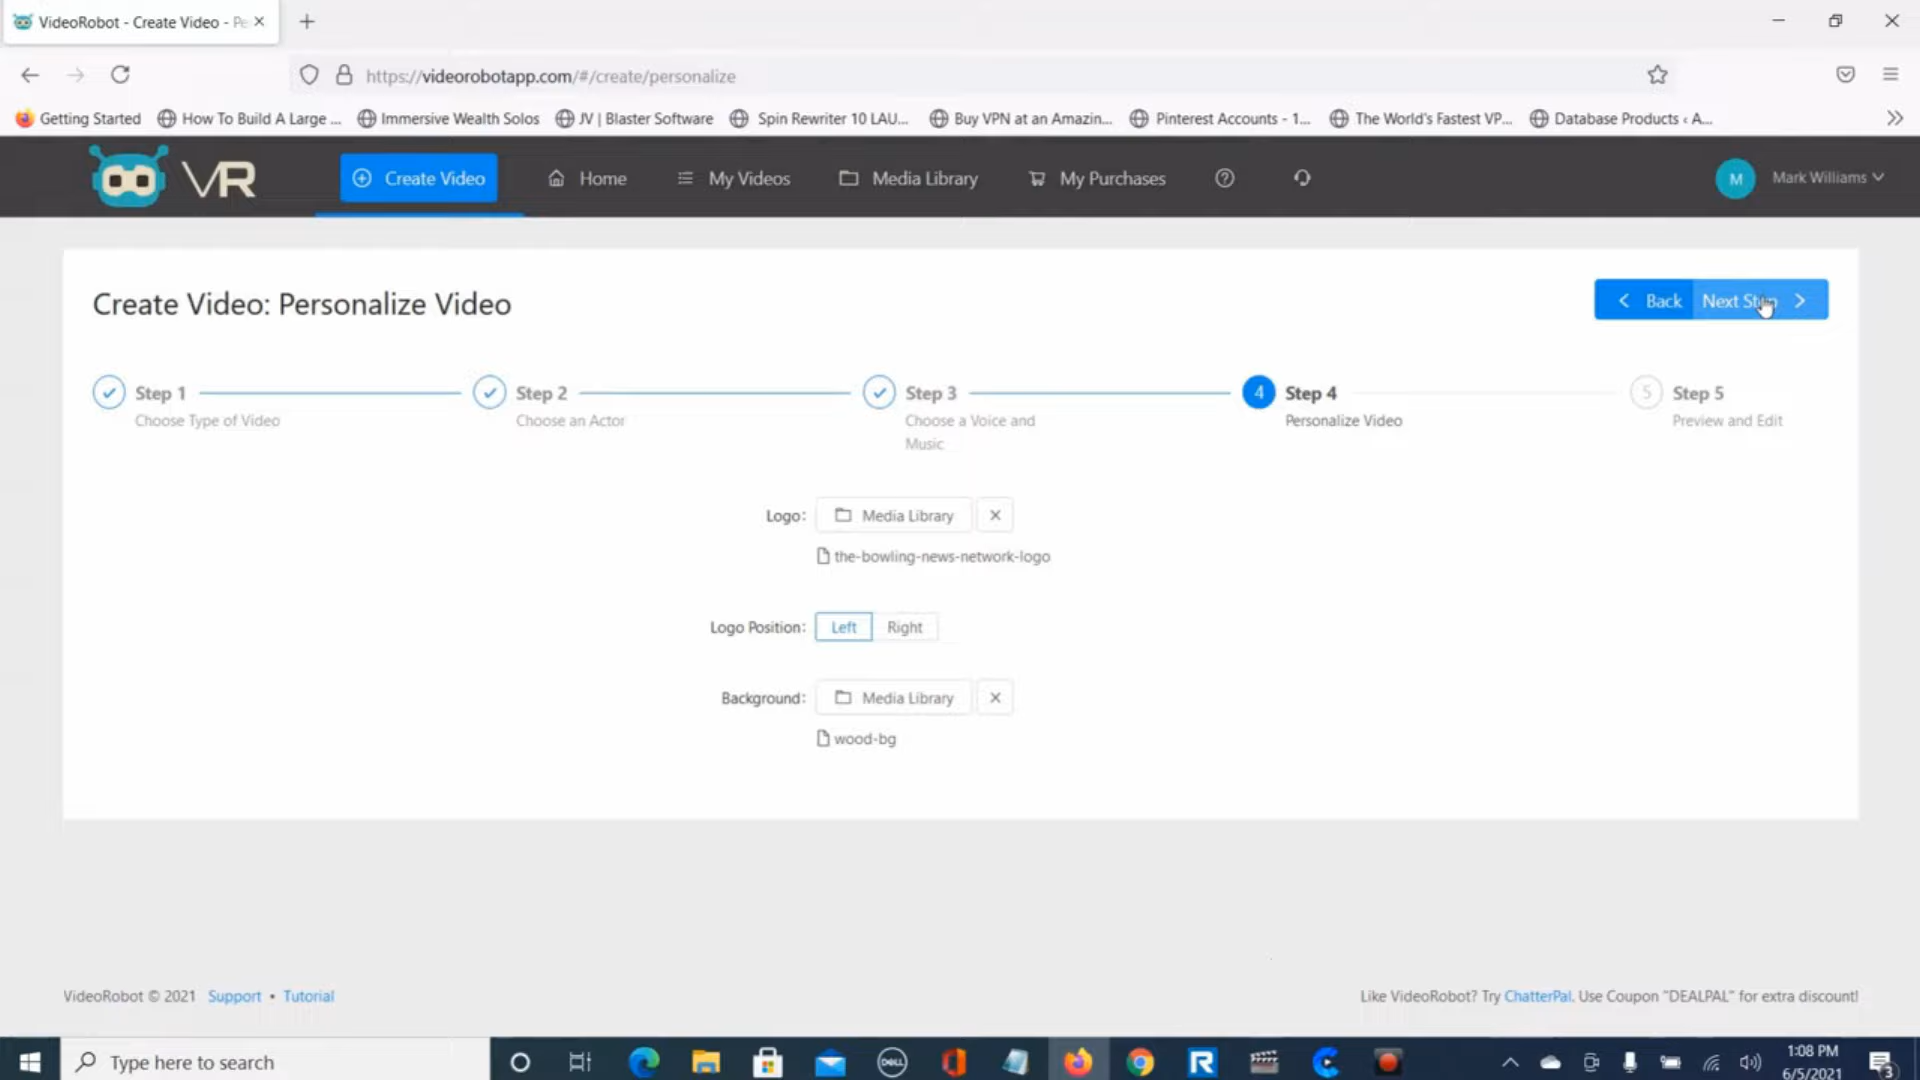 VideoRobot - Create Video - Pe
https://videorobotapp.com/#/create/personalize
Getting Started How To Build A Large ... Immersive Wealth Solos JV | Blaster Software Spin Rewriter 10 LAU... Buy VPN at an Amazin... Pinterest Accounts - 1... The World's Fastest VP... Database Products ‹ A...
VR Create Video Home My Videos Media Library My Purchases M Mark Williams
Create Video: Personalize Video
Back Next Step
Step 1 Step 2 Step 3 4 Step 4 5 Step 5
Choose Type of Video Choose an Actor Choose a Voice and Personalize Video Preview and Edit
Music
Logo: Media Library
the-bowling-news-network-logo
Logo Position: Left Right
Background: Media Library
wood-bg
VideoRobot © 2021 Support • Tutorial Like VideoRobot? Try ChatterPal. Use Coupon "DEALPAL" for extra discount!
Type here to search DELL R 1:08 PM
6/5/2021 3